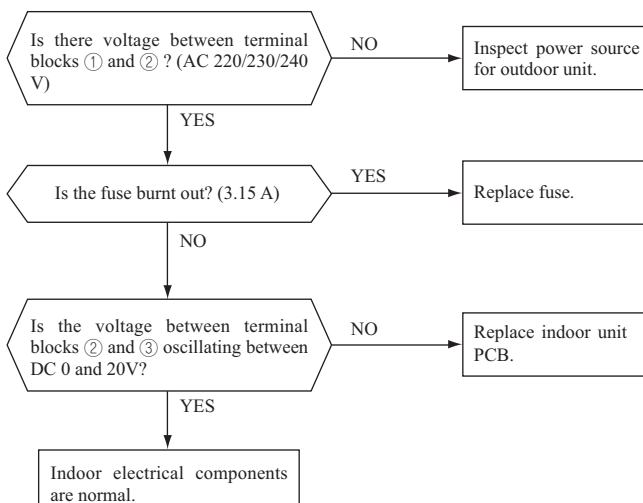 Is there voltage between terminal
blocks ① and ② ? (AC 220/230/240
V)
NO
Inspect power source
for outdoor unit.
YES
Is the fuse burnt out? (3.15 A)
YES
Replace fuse.
NO
Is the voltage between terminal
blocks ② and ③ oscillating between
DC 0 and 20V?
NO
Replace indoor unit
PCB.
YES
Indoor electrical components
are normal.